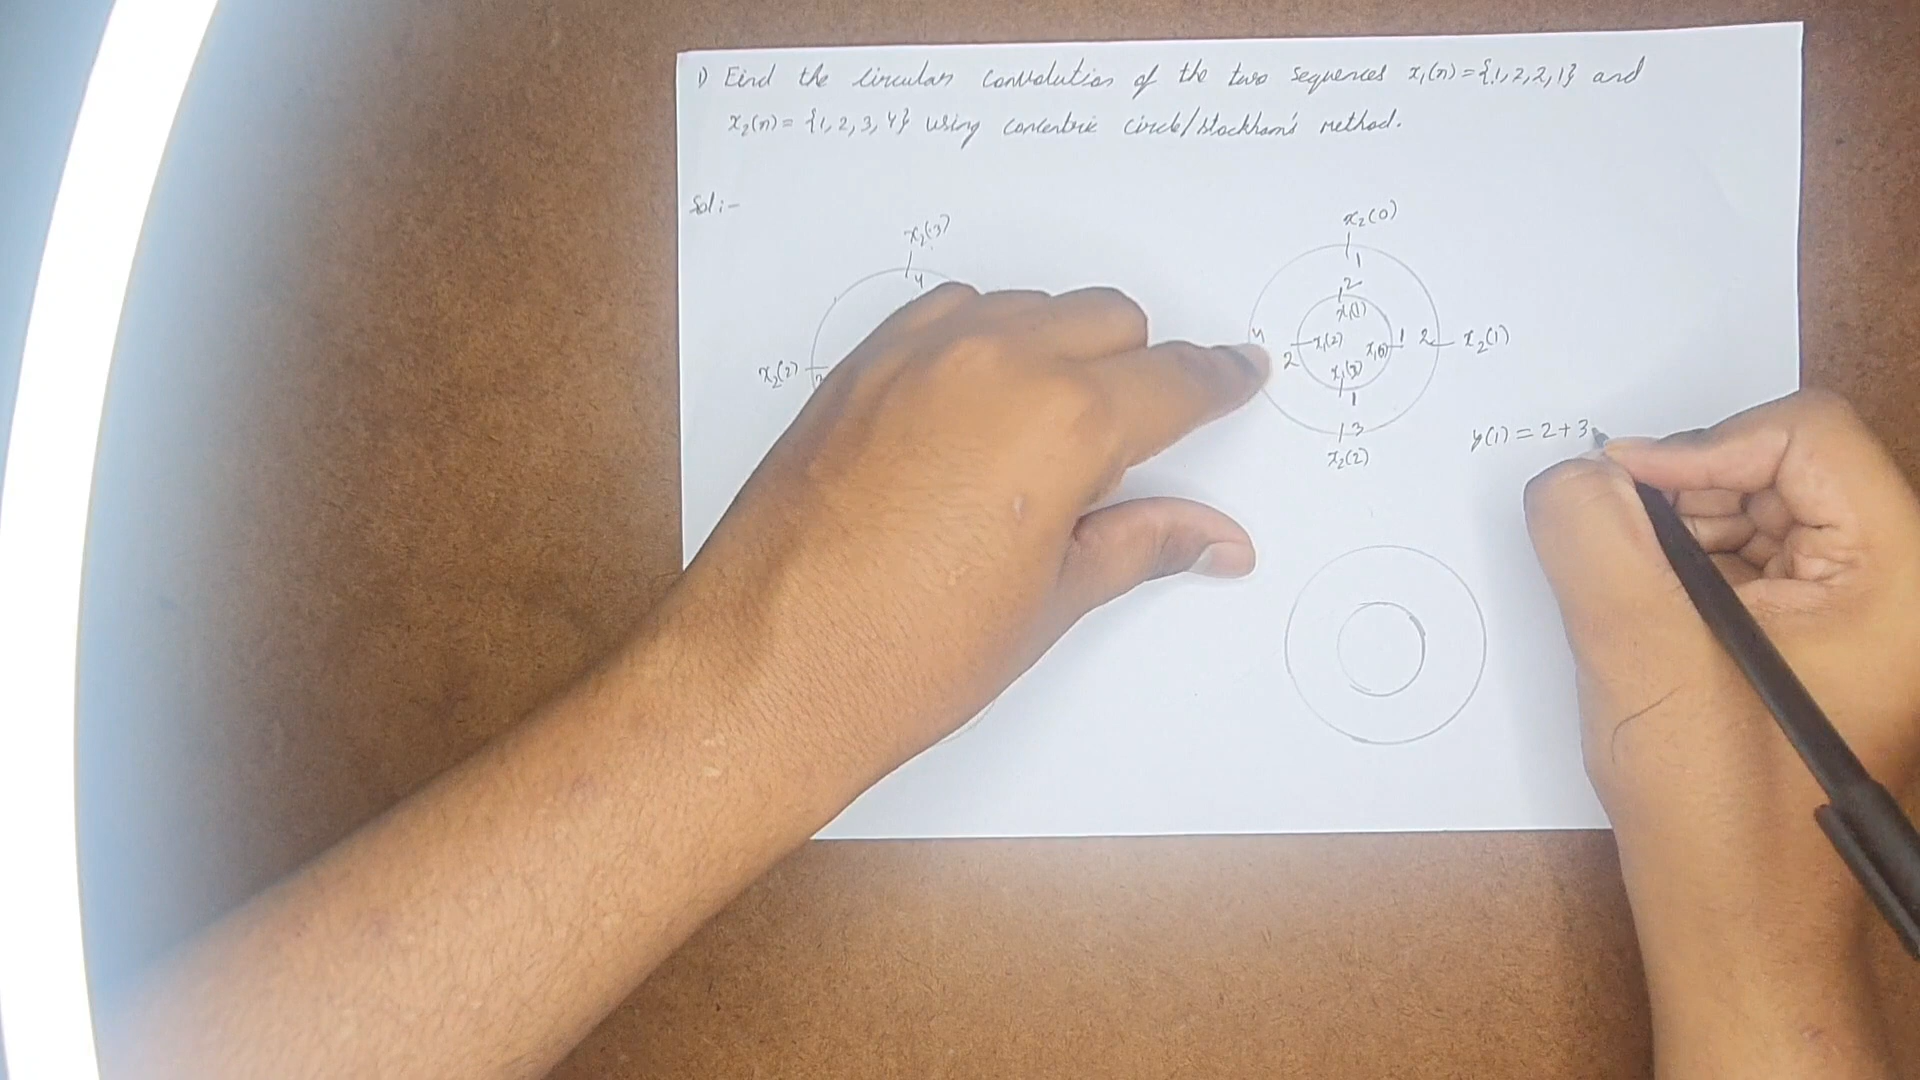 1) Find the circular convolution of the two sequences x₁(n)={1,2,2,1} and
x₂(n)= {1,2,3,4} using concentric circle/stockham's method.
Sol:-
x₂(3)
4
x₂(2)
x₂(0)
1
2
x₁(1)
4
2
x₁(2)
x₁(0)
1
2
x₂(1)
x₁(3)
1
3
x₂(2)
y(1) = 2+3